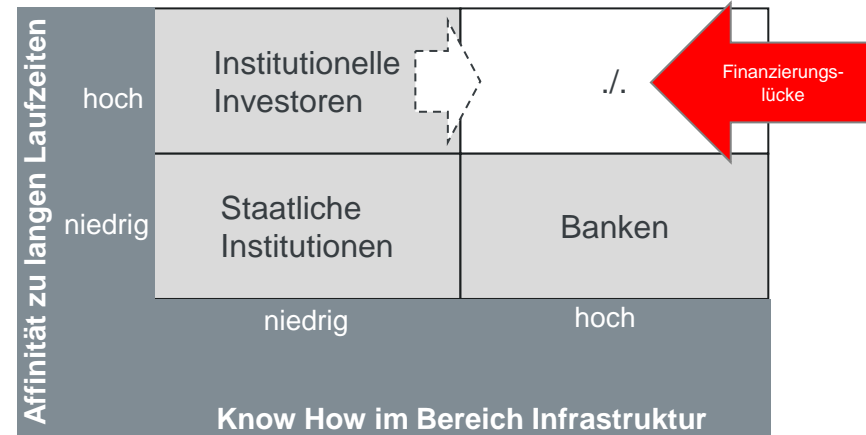 Affinität zu langen Laufzeiten
hoch
Institutionelle
Investoren
./.
Finanzierungs-
lücke
niedrig
Staatliche
Institutionen
Banken
niedrig
hoch
Know How im Bereich Infrastruktur